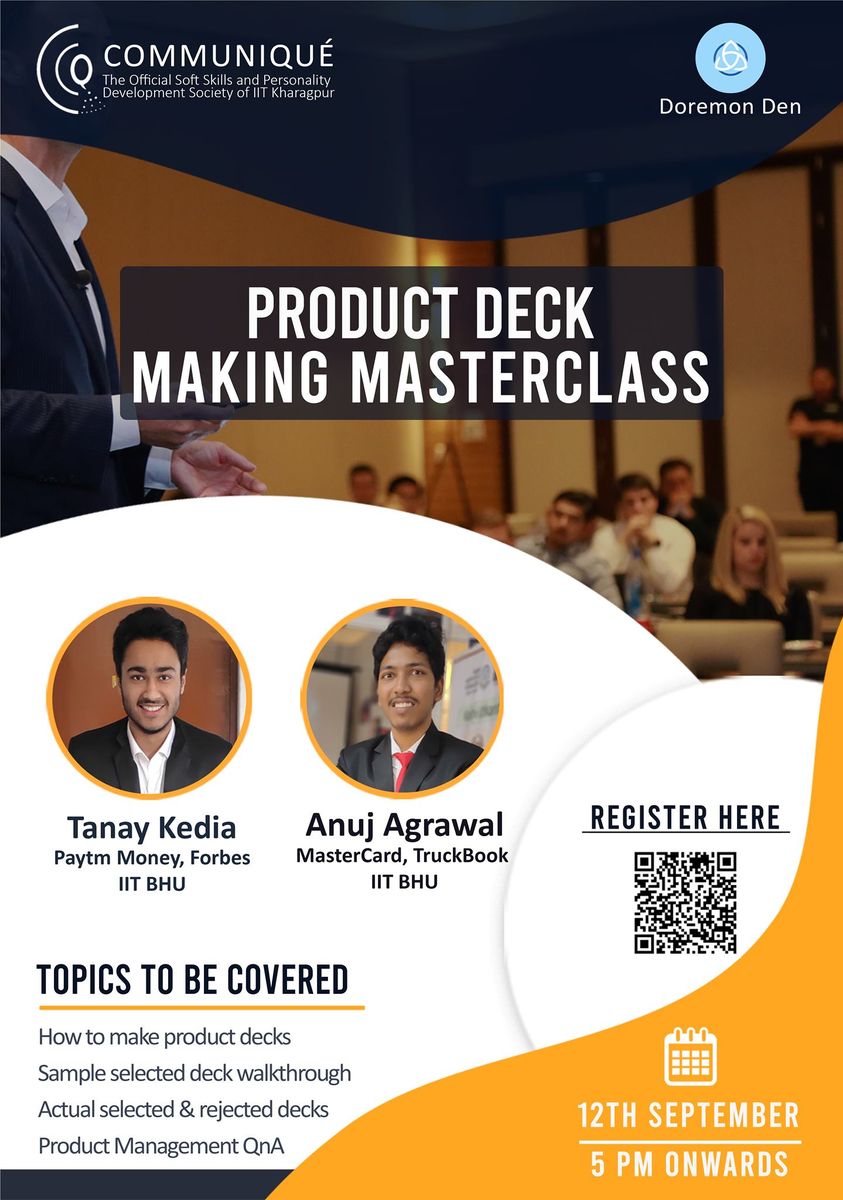 COMMUNIQUÉ
The Official Soft Skills and Personality
Development Society of IIT Kharagpur
Doremon Den
PRODUCT DECK
MAKING MASTERCLASS
Tanay Kedia
Paytm Money, Forbes
IIT BHU
Anuj Agrawal
MasterCard, TruckBook
IIT BHU
REGISTER HERE
TOPICS TO BE COVERED
How to make product decks
Sample selected deck walkthrough
Actual selected & rejected decks
Product Management QnA
12TH SEPTEMBER
5 PM ONWARDS